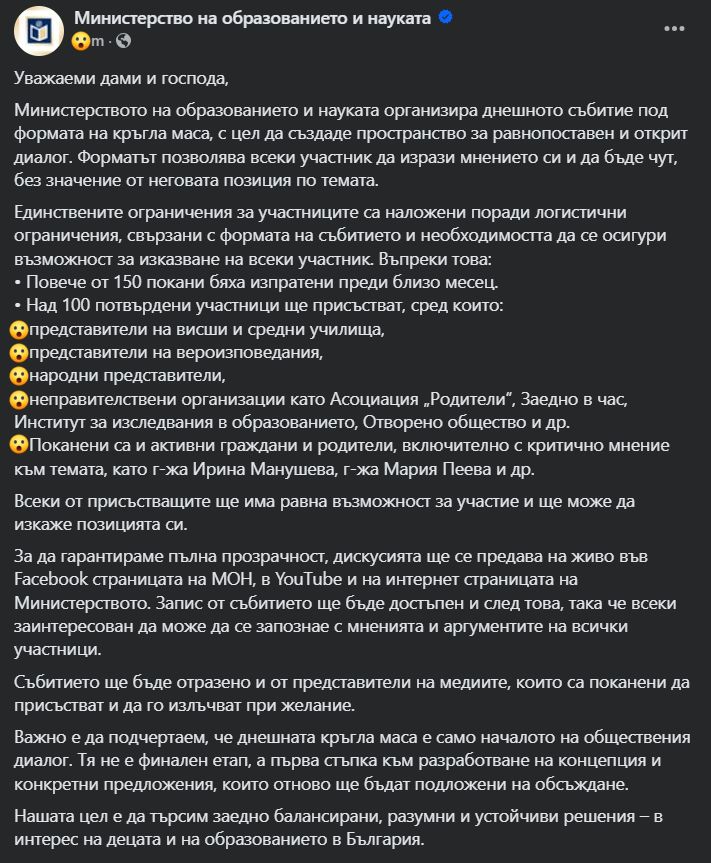 Министерство на образованието и науката
😮m ·
Уважаеми дами и господа,
Министерството на образованието и науката организира днешното събитие под
формата на кръгла маса, с цел да създаде пространство за равнопоставен и открит
диалог. Форматът позволява всеки участник да изрази мнението си и да бъде чут,
без значение от неговата позиция по темата.
Единствените ограничения за участниците са наложени поради логистични
ограничения, свързани с формата на събитието и необходимостта да се осигури
възможност за изказване на всеки участник. Въпреки това:
• Повече от 150 покани бяха изпратени преди близо месец.
• Над 100 потвърдени участници ще присъстват, сред които:
😮представители на висши и средни училища,
😮представители на вероизповедания,
😮народни представители,
😮неправителствени организации като Асоциация „Родители“, Заедно в час,
Институт за изследвания в образованието, Отворено общество и др.
😮Поканени са и активни граждани и родители, включително с критично мнение
към темата, като г-жа Ирина Манушева, г-жа Мария Пеева и др.
Всеки от присъстващите ще има равна възможност за участие и ще може да
изкаже позицията си.
За да гарантираме пълна прозрачност, дискусията ще се предава на живо във
Facebook страницата на МОН, в YouTube и на интернет страницата на
Министерството. Запис от събитието ще бъде достъпен и след това, така че всеки
заинтересован да може да се запознае с мненията и аргументите на всички
участници.
Събитието ще бъде отразено и от представители на медиите, които са поканени да
присъстват и да го излъчват при желание.
Важно е да подчертаем, че днешната кръгла маса е само началото на обществения
диалог. Тя не е финален етап, а първа стъпка към разработване на концепция и
конкретни предложения, които отново ще бъдат подложени на обсъждане.
Нашата цел е да търсим заедно балансирани, разумни и устойчиви решения – в
интерес на децата и на образованието в България.